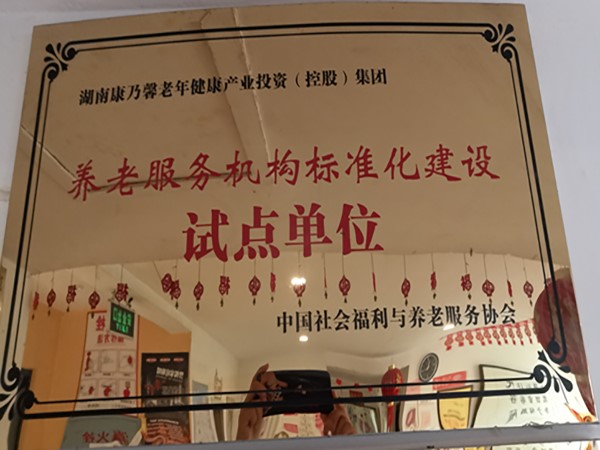 湖南康乃馨老年健康产业投资（控股）集团
养老服务机构标准化建设
试点单位
中国社会福利与养老服务协会